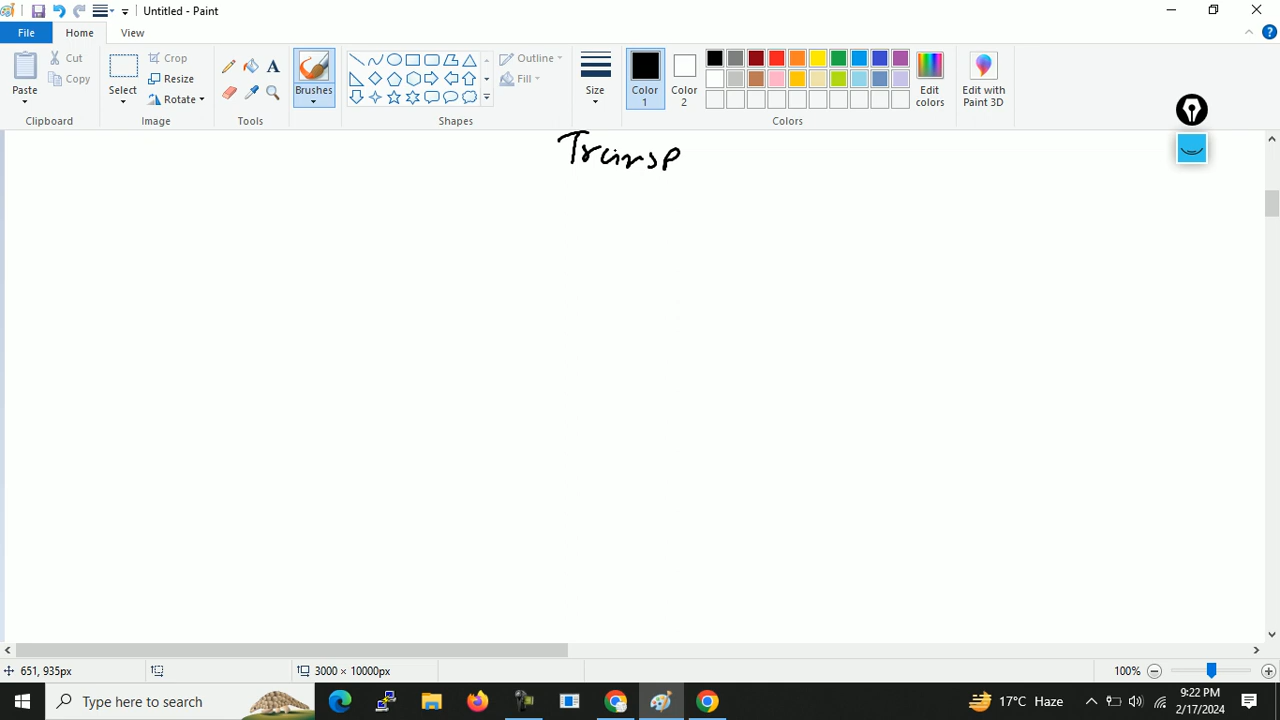 Untitled - Paint
File Home View
Paste Cut Copy Clipboard
Select Crop Resize Rotate Image
Tools
Brushes
Shapes
Outline Fill
Size
Color 1 Color 2
Edit colors Colors
Edit with Paint 3D
Transp
651, 935px 3000 × 10000px 100%
Type here to search 17°C Haze 9:22 PM
2/17/2024